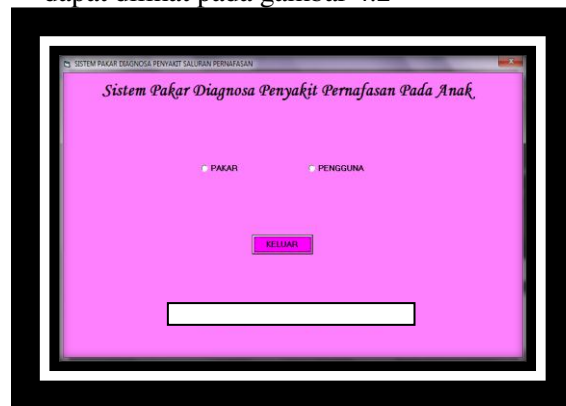 dapat dilihat pada gambar 4.2
SISTEM PAKAR DIAGNOSA PENYAKIT SALURAN PERNAFASAN
Sistem Pakar Diagnosa Penyakit Pernafasan Pada Anak
PAKAR PENGGUNA
KELUAR